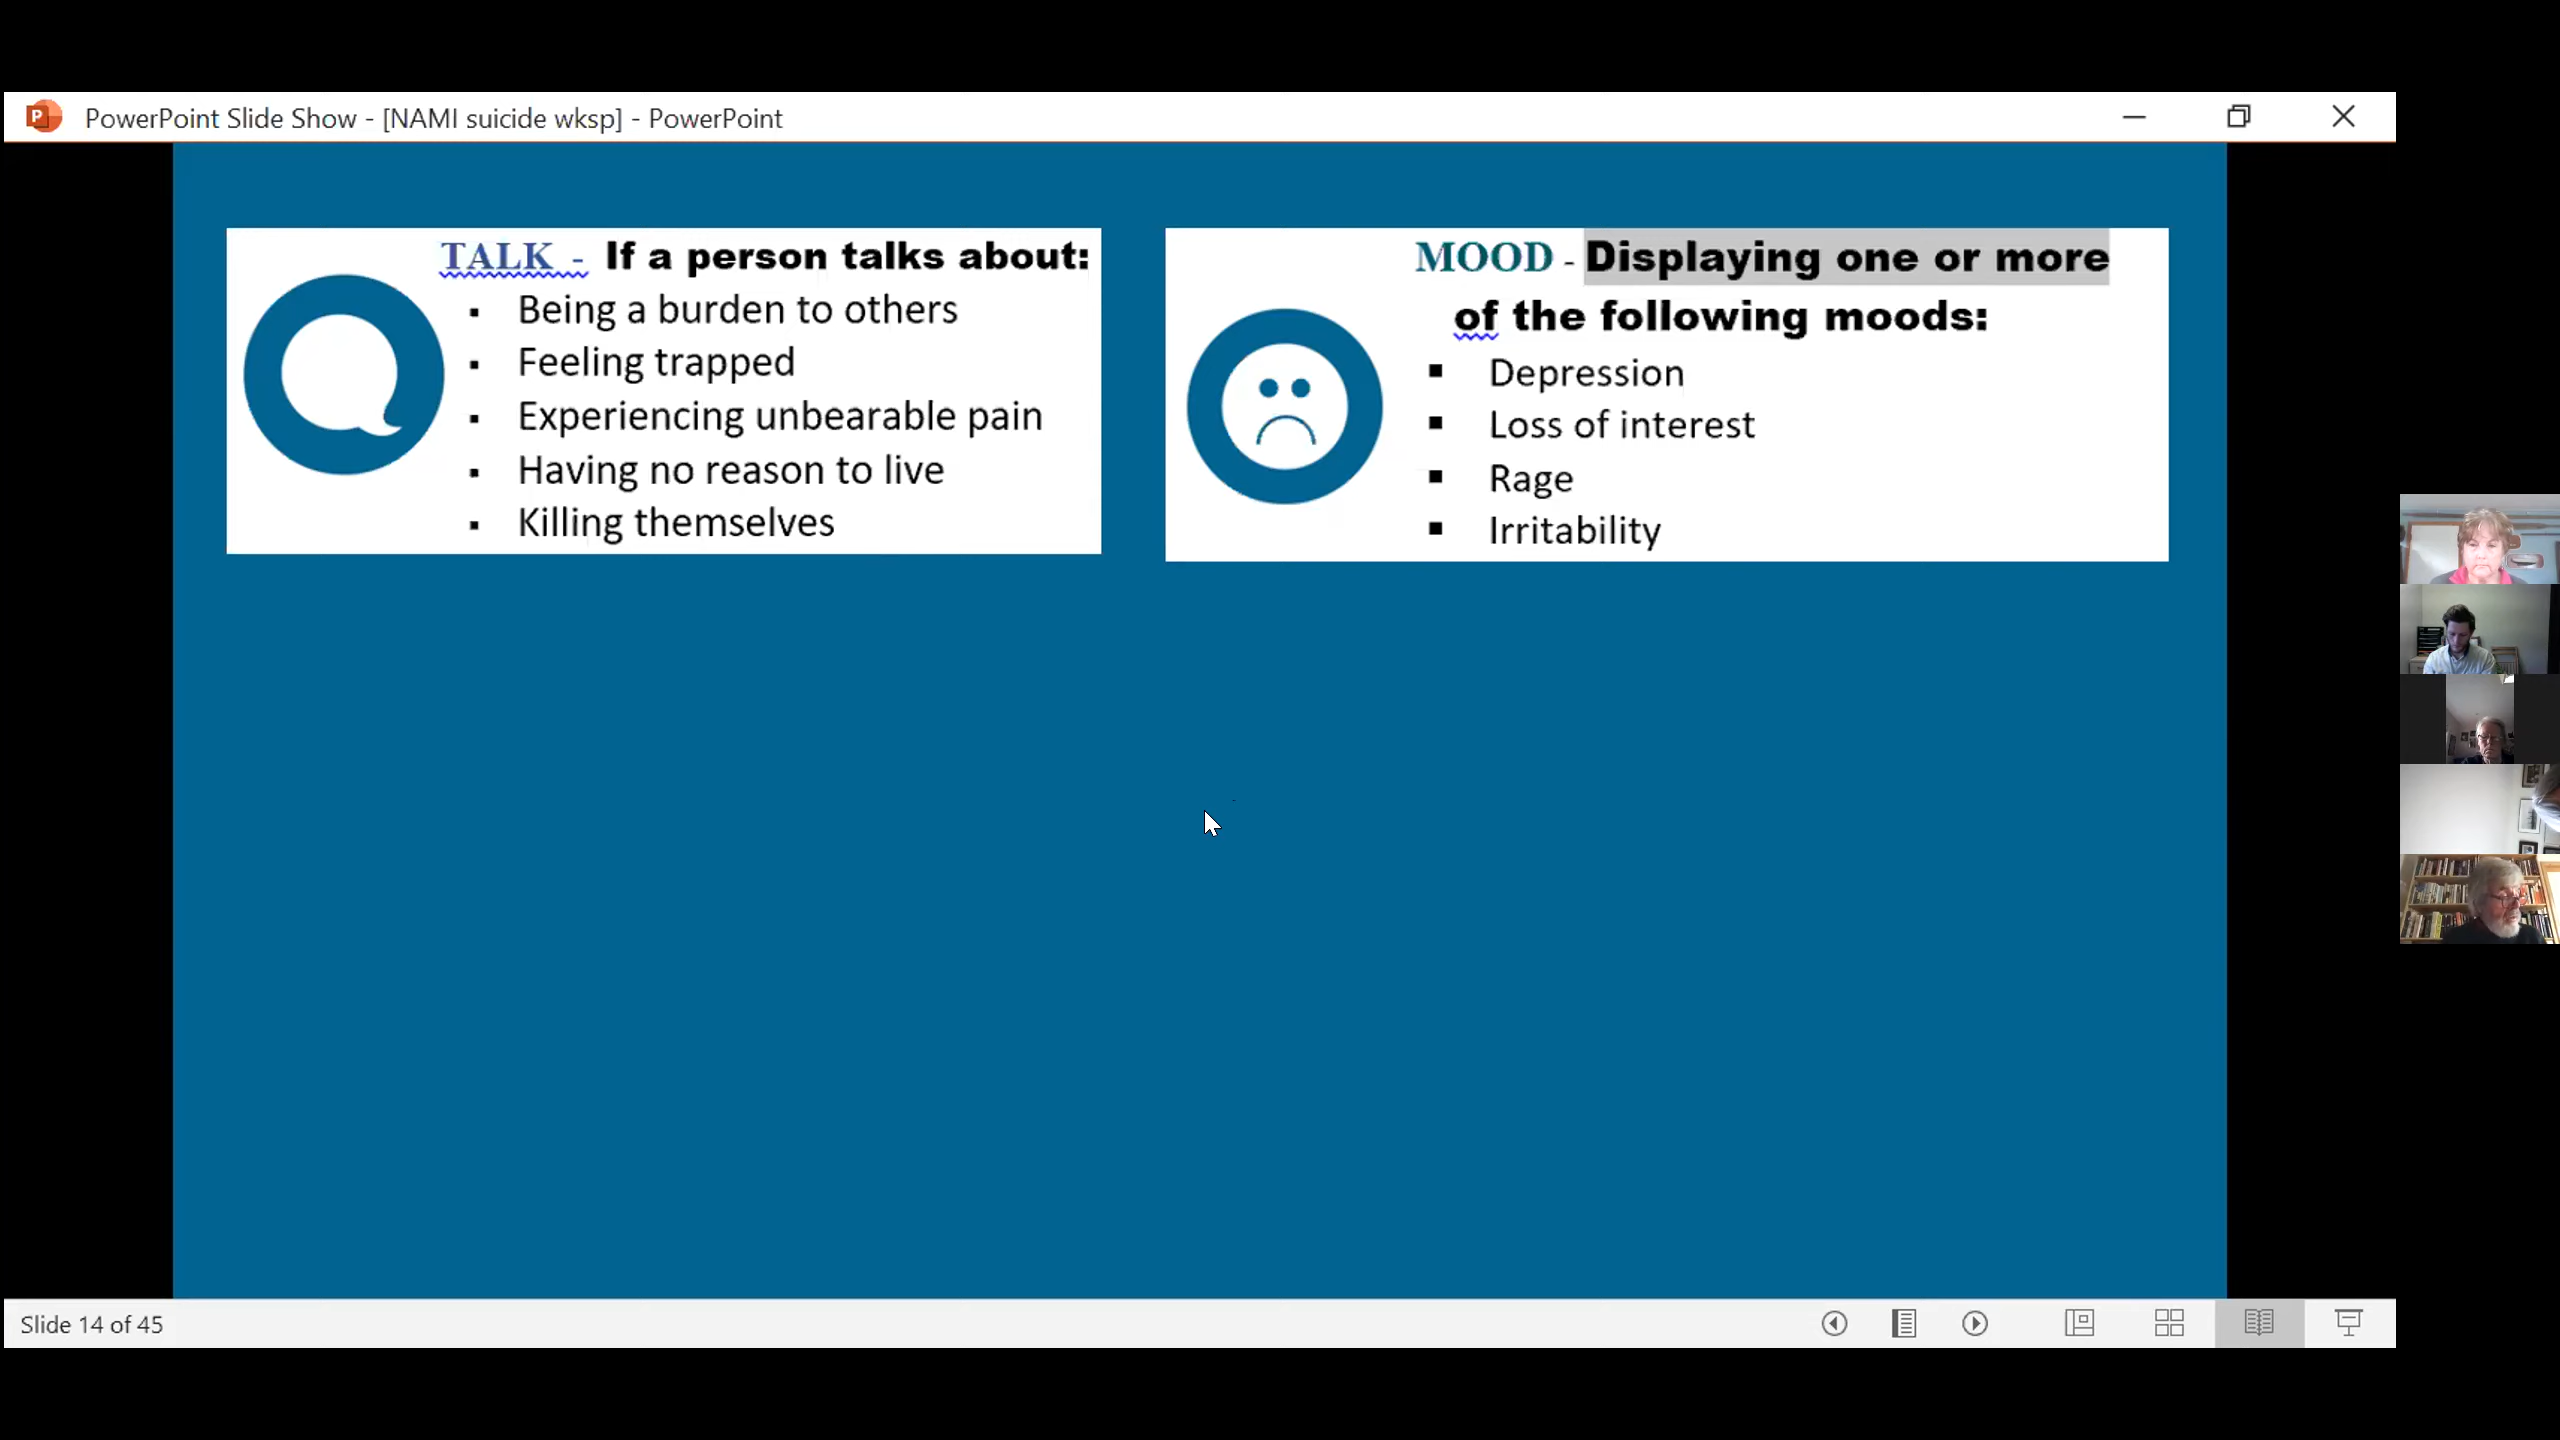 PowerPoint Slide Show - [NAMI suicide wksp] - PowerPoint
TALK - If a person talks about:
▪ Being a burden to others
▪ Feeling trapped
▪ Experiencing unbearable pain
▪ Having no reason to live
▪ Killing themselves
MOOD - Displaying one or more
of the following moods:
▪ Depression
▪ Loss of interest
▪ Rage
▪ Irritability
Slide 14 of 45